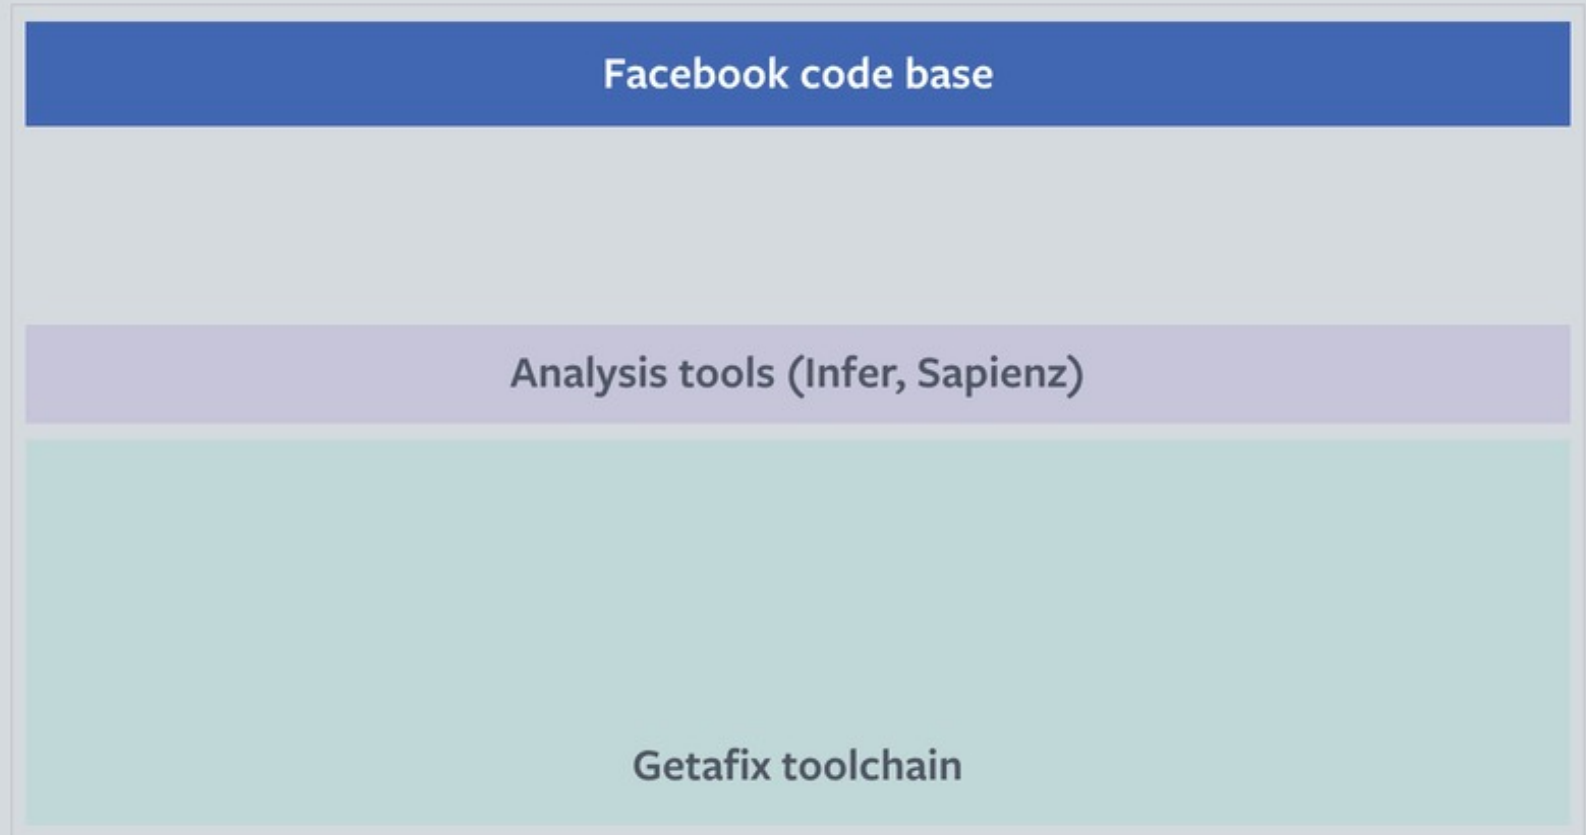 Facebook code base
Analysis tools (Infer, Sapienz)
Getafix toolchain